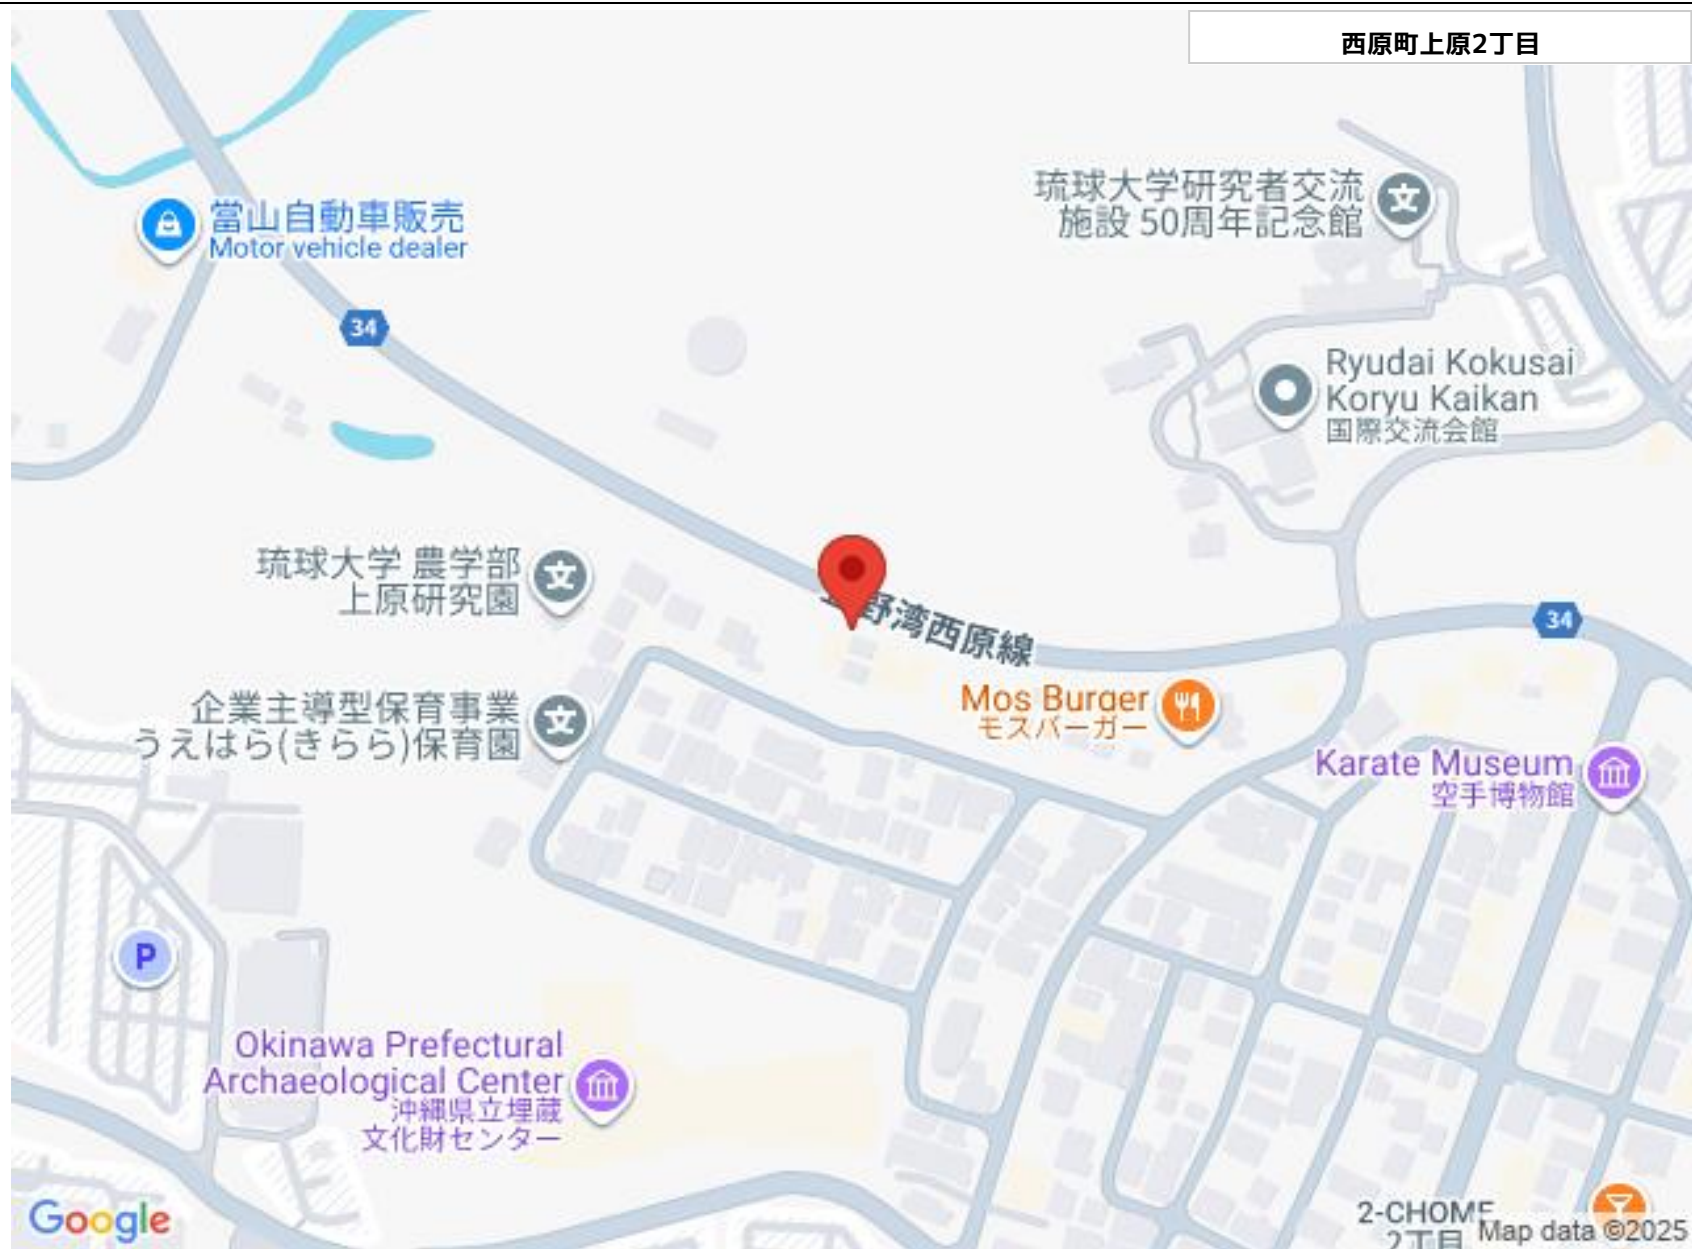 西原町上原2丁目
琉球大学研究者交流
施設 50周年記念館
當山自動車販売
Motor vehicle dealer
34
Ryudai Kokusai
Koryu Kaikan
国際交流会館
琉球大学 農学部
上原研究園
野湾西原線
34
企業主導型保育事業
うえはら(きらら)保育園
Mos Burger
モスバーガー
Karate Museum
空手博物館
P
Okinawa Prefectural
Archaeological Center
沖縄県立埋蔵
文化財センター
2-CHOME
2丁目
Google
Map data ©2025